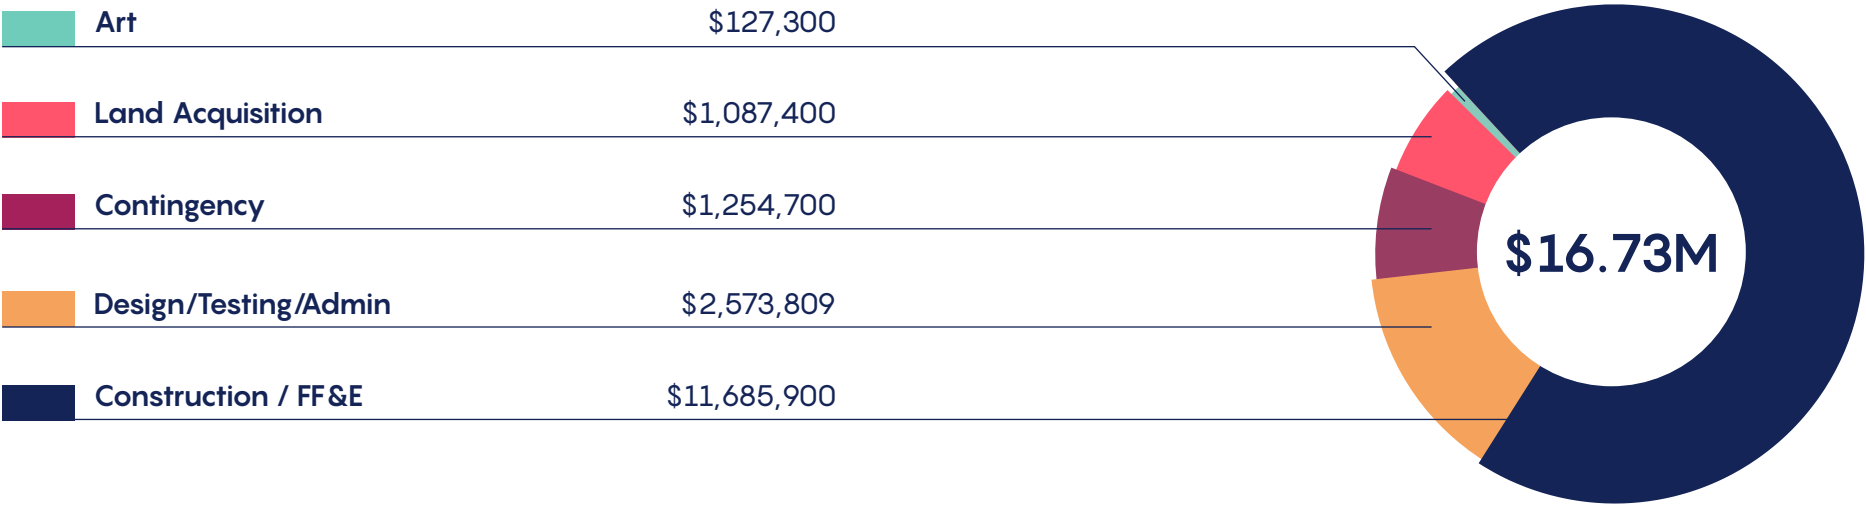 Art $127,300
Land Acquisition $1,087,400
Contingency $1,254,700
$16.73M
Design/Testing/Admin $2,573,809
Construction / FF&E $11,685,900